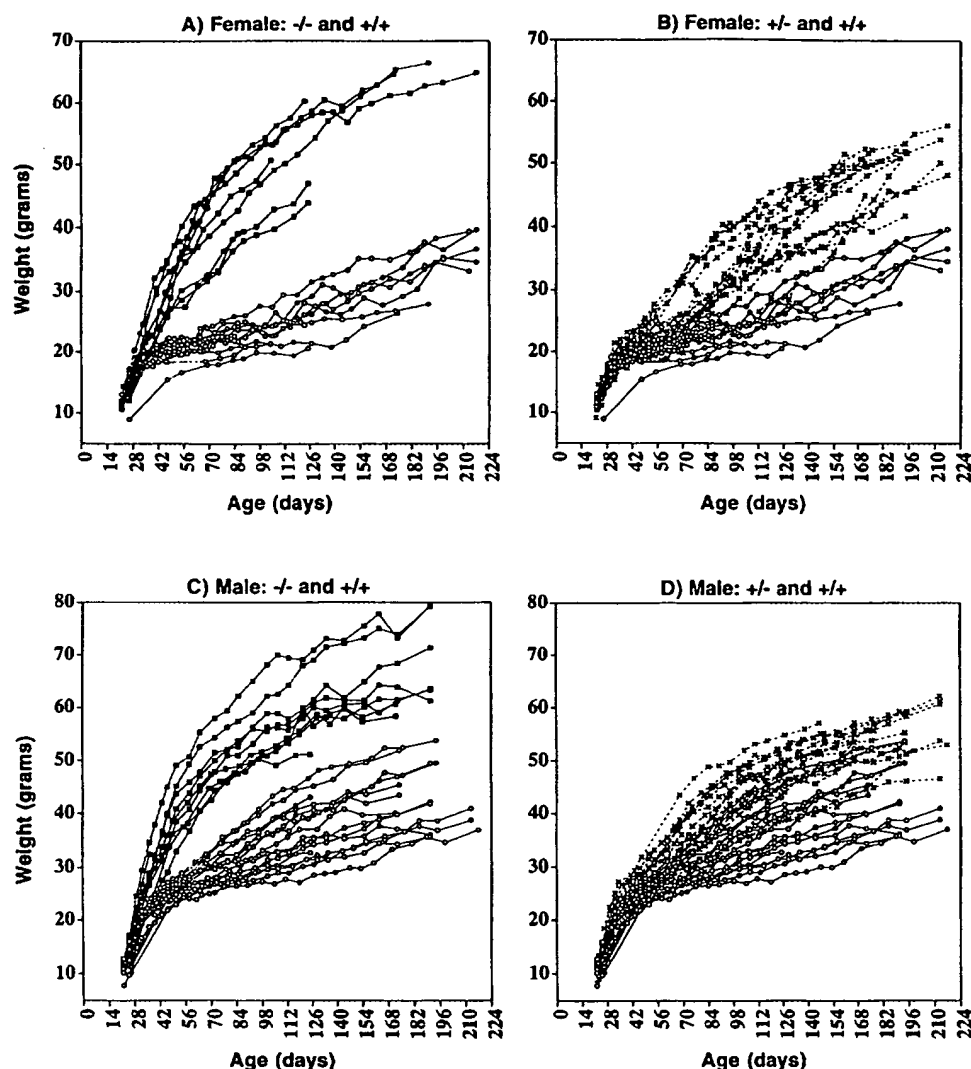 A) Female: -/- and +/+
B) Female: +/- and +/+
Weight (grams)
70
60
50
40
30
20
10
70
60
50
40
30
20
10
0 14 28 42 56 70 84 98 112 126 140 154 168 182 196 210 224
0 14 28 42 56 70 84 98 112 126 140 154 168 182 196 210 224
Age (days)
Age (days)
C) Male: -/- and +/+
D) Male: +/- and +/+
Weight (grams)
80
70
60
50
40
30
20
10
80
70
60
50
40
30
20
10
0 14 28 42 56 70 84 98 112 126 140 154 168 182 196 210 224
0 14 28 42 56 70 84 98 112 126 140 154 168 182 196 210 224
Age (days)
Age (days)